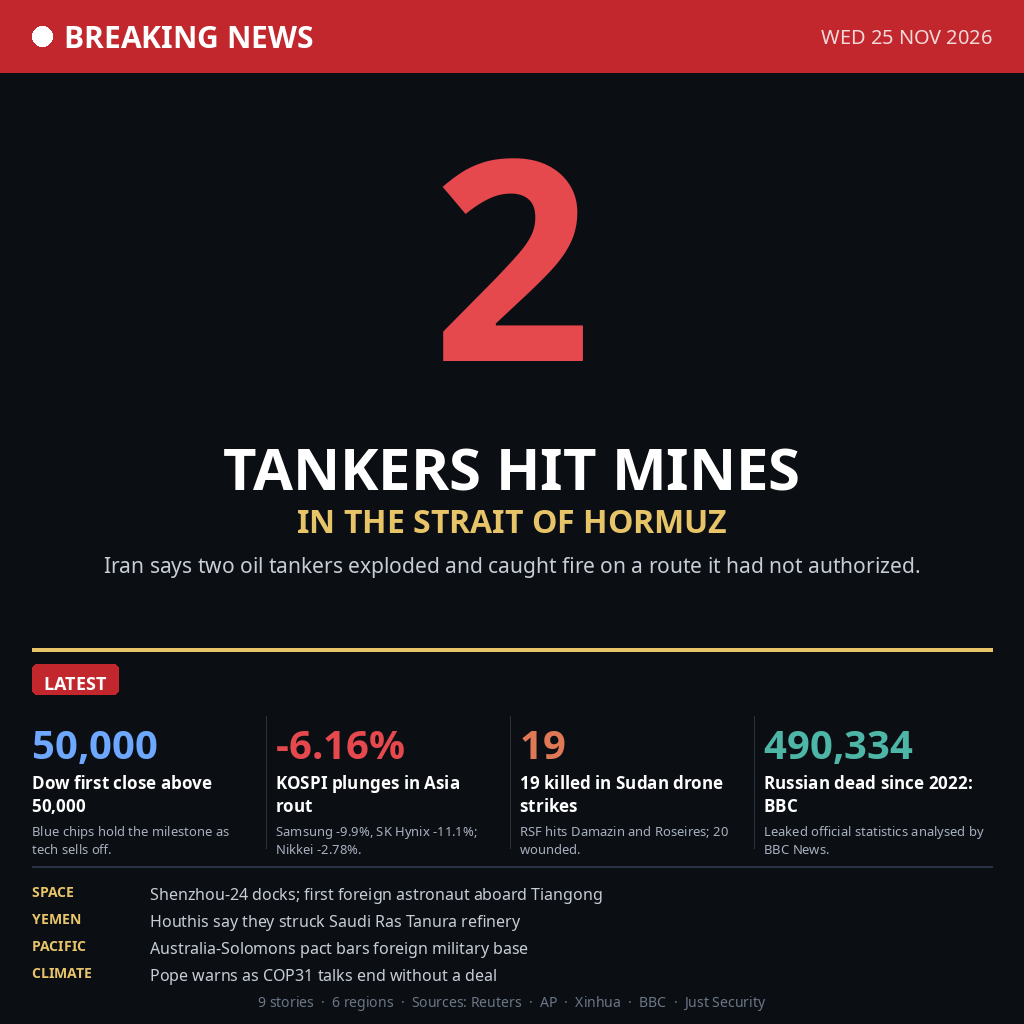 BREAKING NEWS
WED 25 NOV 2026
2
TANKERS HIT MINES
IN THE STRAIT OF HORMUZ
Iran says two oil tankers exploded and caught fire on a route it had not authorized.
LATEST
50,000
Dow first close above
50,000
Blue chips hold the milestone as
tech sells off.
-6.16%
KOSPI plunges in Asia
rout
Samsung -9.9%, SK Hynix -11.1%;
Nikkei -2.78%.
19
19 killed in Sudan drone
strikes
RSF hits Damazin and Roseires; 20
wounded.
490,334
Russian dead since 2022:
BBC
Leaked official statistics analysed by
BBC News.
SPACE Shenzhou-24 docks; first foreign astronaut aboard Tiangong
YEMEN Houthis say they struck Saudi Ras Tanura refinery
PACIFIC Australia-Solomons pact bars foreign military base
CLIMATE Pope warns as COP31 talks end without a deal
9 stories · 6 regions · Sources: Reuters · AP · Xinhua · BBC · Just Security